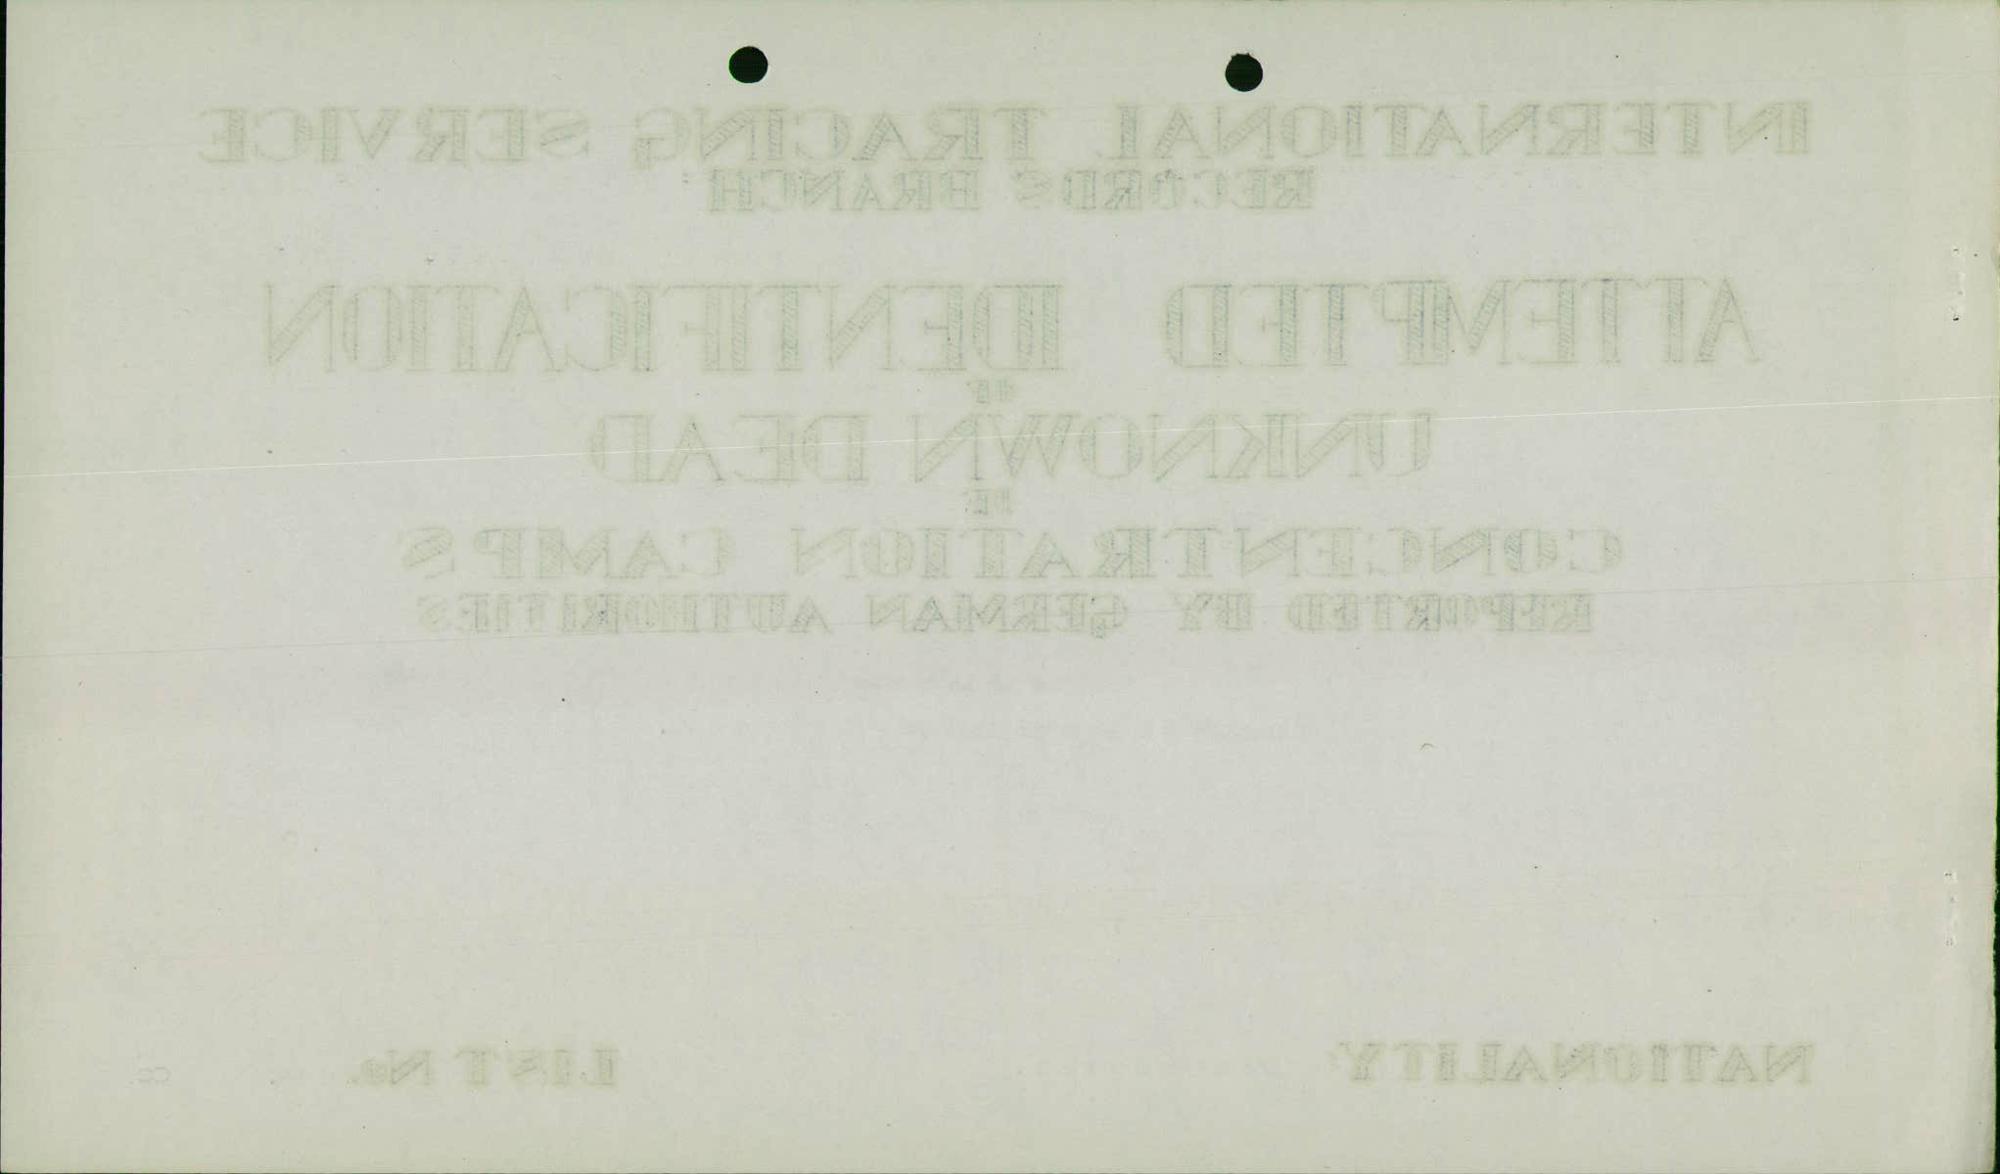 INTERNATIONAL TRACING SERVICE
RECORDS BRANCH
ATTEMPTED IDENTIFICATION
OF
UNKNOWN DEAD
DE
CONCENTRATION CAMPS
REPORTED BY GERMAN AUTHORITIES
NATIONALITY: LIST No.